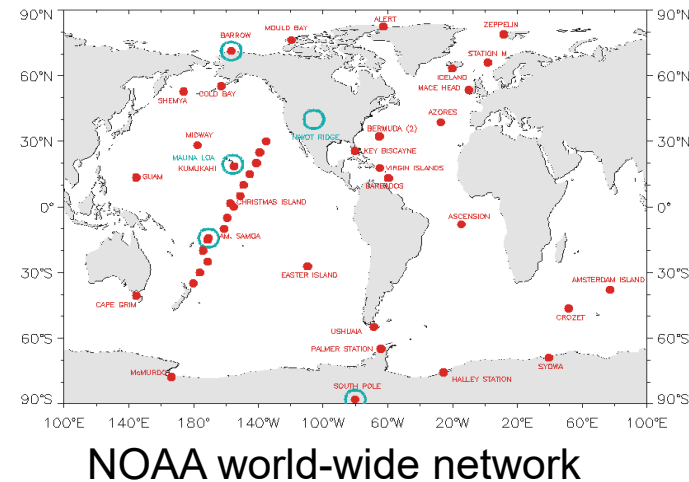 90°N 90°N
ALERT
ZEPPELIN
MOULD BAY
BARROW
STATION M
60°N 60°N
ICELAND
COLD BAY
MACE HEAD
SHEMYA
AZORES
BERMUDA (2)
30°N 30°N
NIWOT RIDGE
MIDWAY
KEY BISCAYNE
MAUNA LOA
KUMUKAHI
VIRGIN ISLANDS
GUAM
BARBADOS
CHRISTMAS ISLAND
0° 0°
ASCENSION
AM. SAMOA
EASTER ISLAND
30°S 30°S
AMSTERDAM ISLAND
CAPE GRIM
CROZET
USHUAIA
60°S 60°S
PALMER STATION
SYOWA
McMURDO
HALLEY STATION
SOUTH POLE
90°S 90°S
100°E 140°E 180° 140°W 100°W 60°W 20°W 20°E 60°E 100°E
NOAA world-wide network